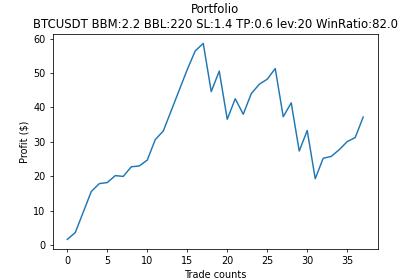 Portfolio
BTCUSDT BBM:2.2 BBL:220 SL:1.4 TP:0.6 lev:20 WinRatio:82.0
60
50
40
30
20
10
0
Profit ($)
0 5 10 15 20 25 30 35
Trade counts